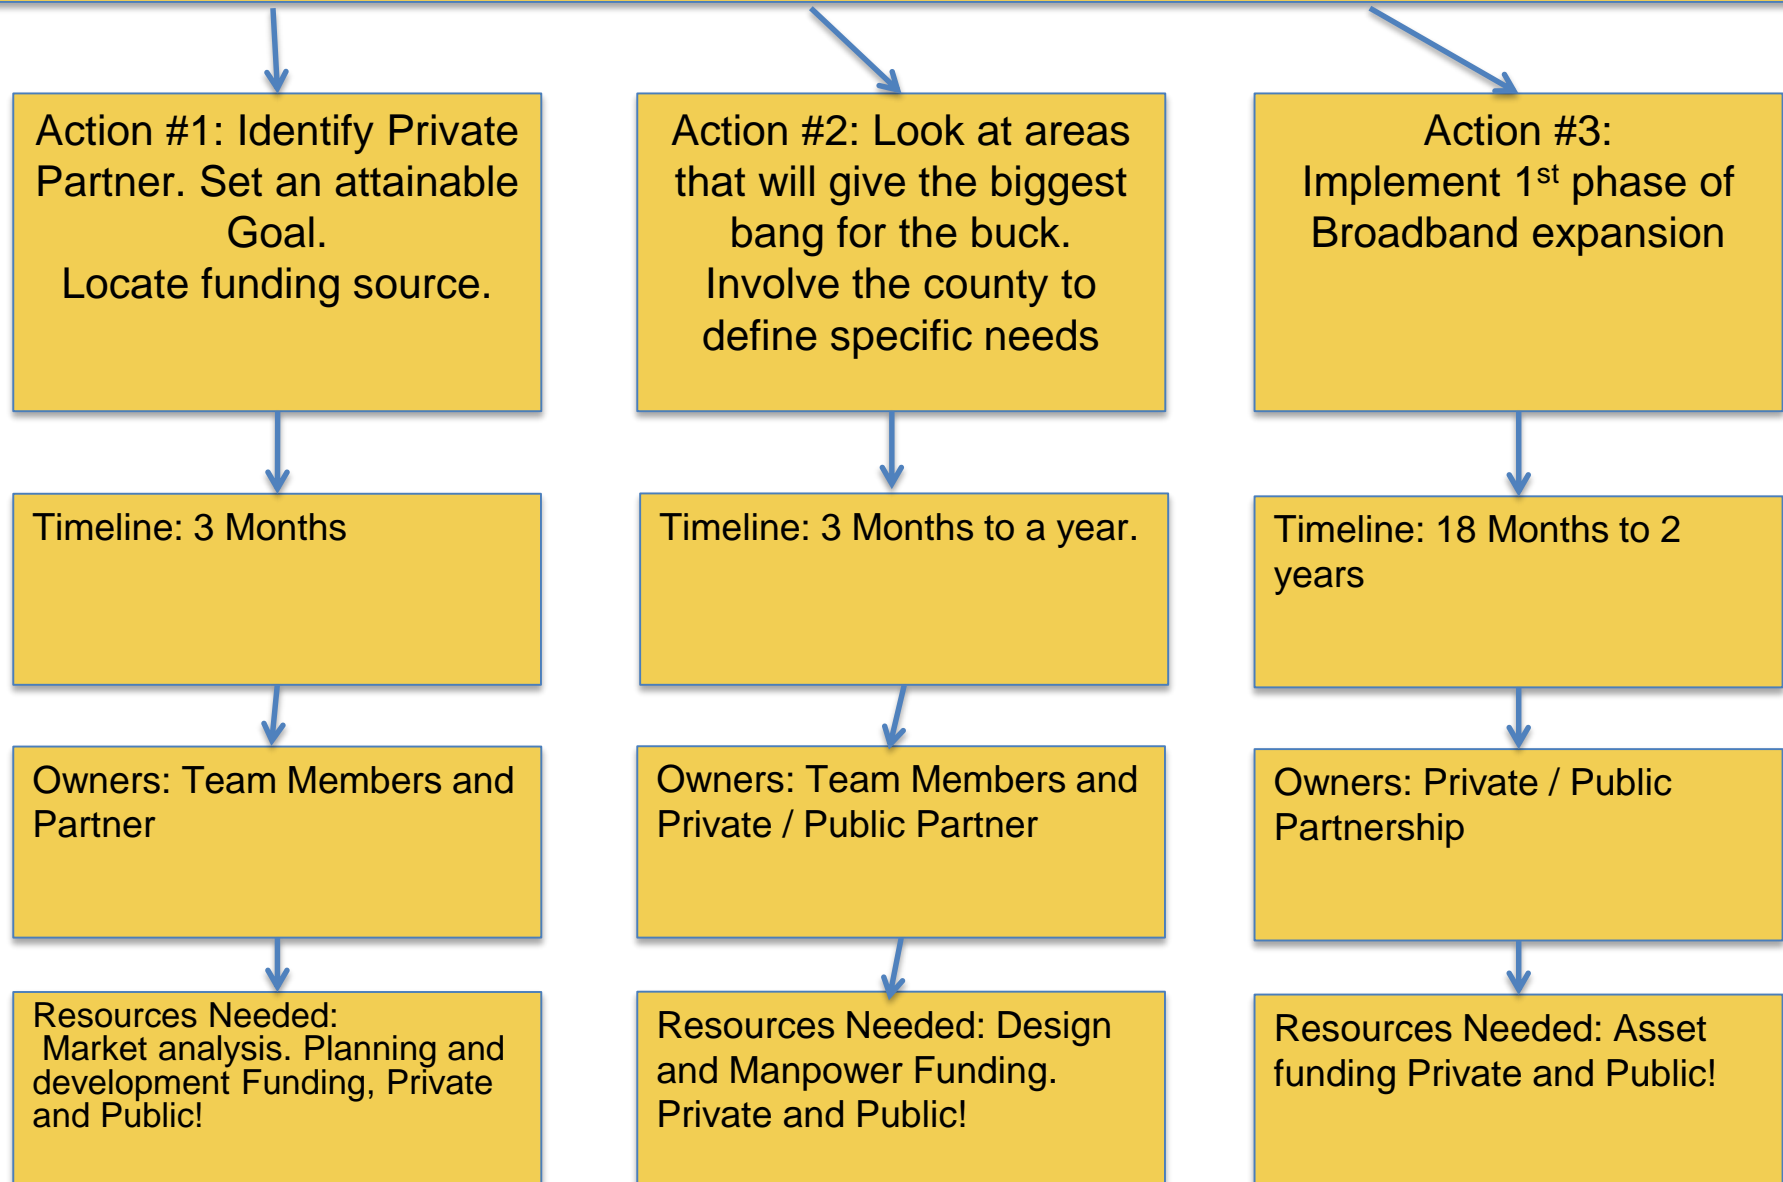 Action #1: Identify Private
Partner. Set an attainable
Goal.
Locate funding source.
Timeline: 3 Months
Owners: Team Members and
Partner
Resources Needed:
Market analysis. Planning and
development Funding, Private
and Public!
Action #2: Look at areas
that will give the biggest
bang for the buck.
Involve the county to
define specific needs
Timeline: 3 Months to a year.
Owners: Team Members and
Private / Public Partner
Resources Needed: Design
and Manpower Funding.
Private and Public!
Action #3:
Implement 1st phase of
Broadband expansion
Timeline: 18 Months to 2
years
Owners: Private / Public
Partnership
Resources Needed: Asset
funding Private and Public!